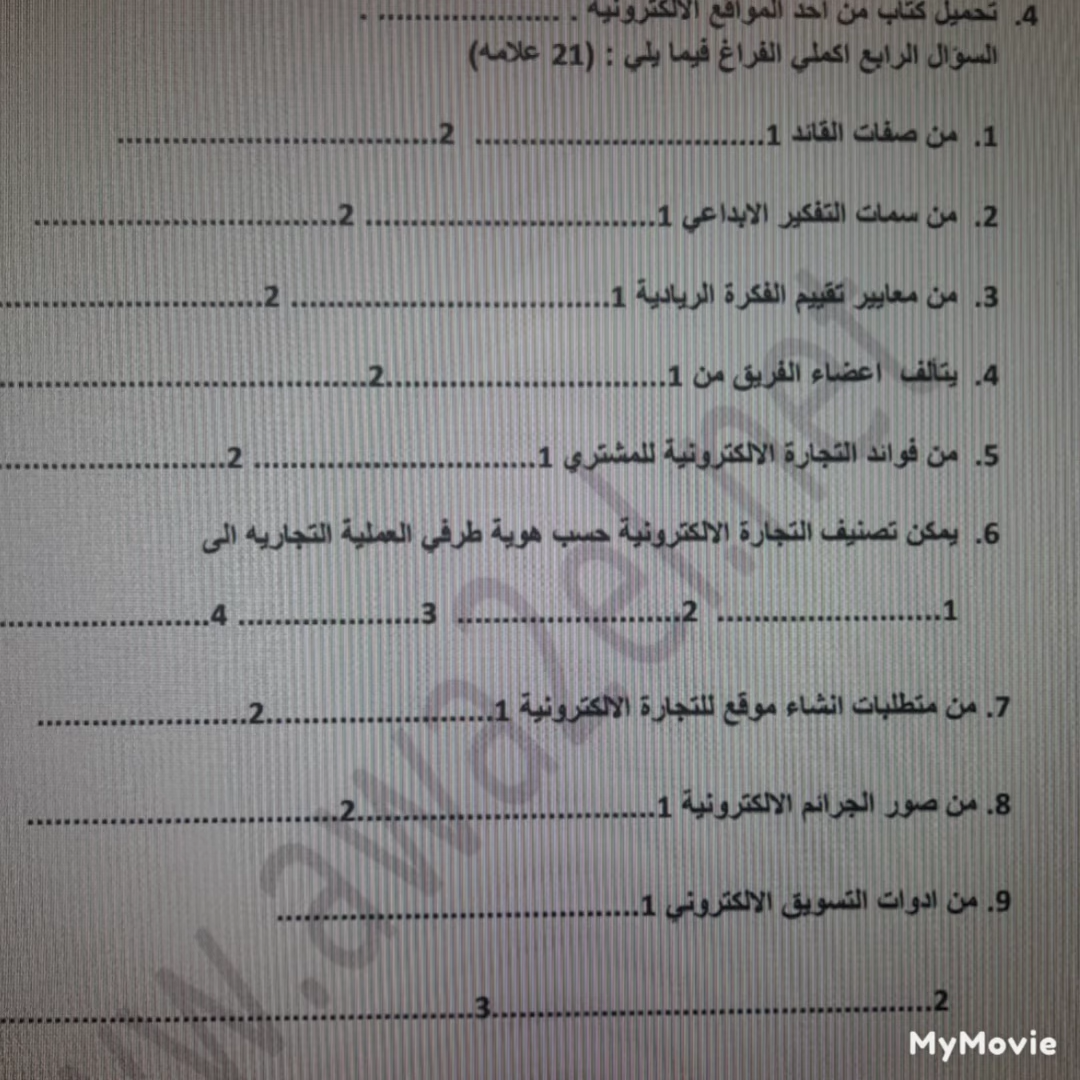 4. تحميل كتاب من احد المواقع الالكترونية . .................... .
السؤال الرابع اكملي الفراغ فيما يلي : (21 علامه)
1. من صفات القائد 1................................ 2................................
2. من سمات التفكير الابداعي 1................................ 2................................
3. من معايير تقييم الفكرة الريادية 1................................ 2................................
4. يتألف اعضاء الفريق من 1................................2................................
5. من فوائد التجارة الالكترونية للمشتري 1................................ 2................................
6. يمكن تصنيف التجارة الالكترونية حسب هوية طرفي العملية التجاريه الى
1........................ 2........................ 3.................... 4........................
7. من متطلبات انشاء موقع للتجارة الالكترونية 1........................2........................
8. من صور الجرائم الالكترونية 1................................2................................
9. من ادوات التسويق الالكتروني 1........................................
2................................................3................................................
www.awa2el.net
MyMovie